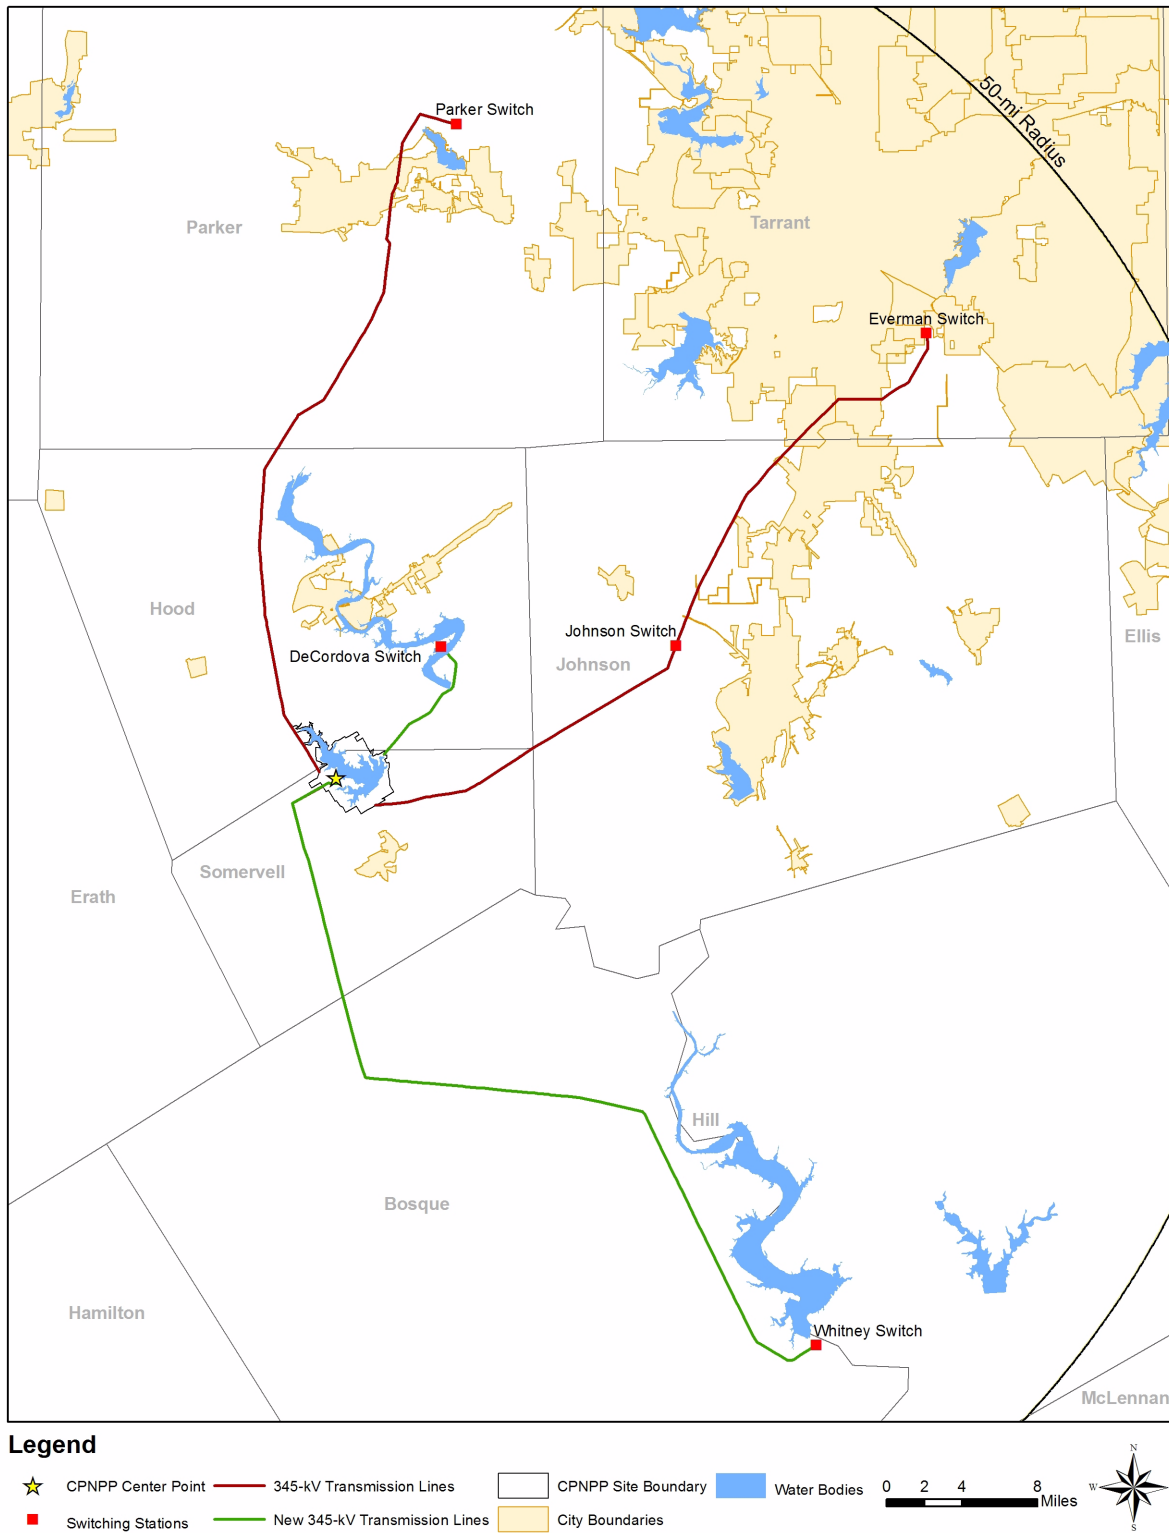 50-mi Radius
Parker Switch
Parker
Tarrant
Everman Switch
Hood
Johnson Switch
Ellis
DeCordova Switch
Johnson
Somervell
Erath
Hill
Bosque
Hamilton
Whitney Switch
McLennan
Legend
CPNPP Center Point
345-kV Transmission Lines
CPNPP Site Boundary
Water Bodies
0 2 4 8
Miles
Switching Stations
New 345-kV Transmission Lines
City Boundaries
N
W
S